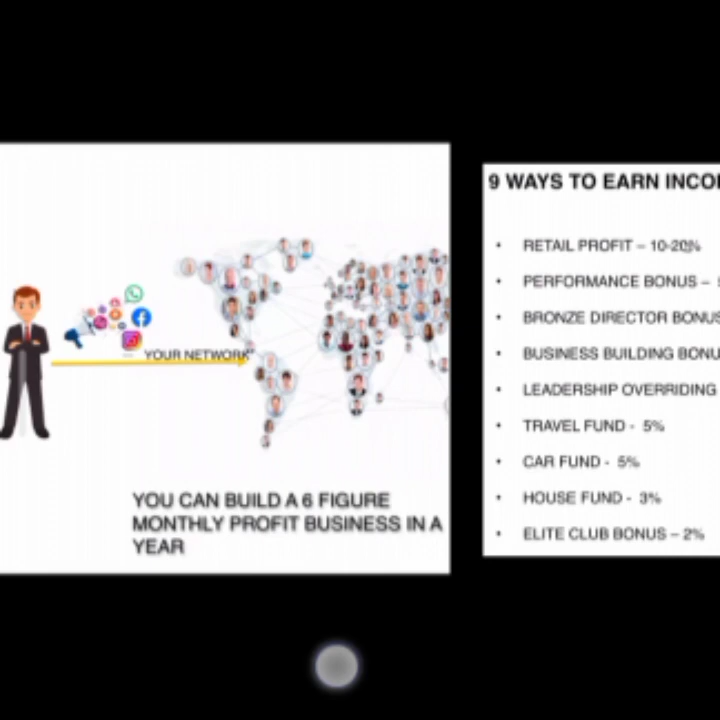 YOUR NETWORK
YOU CAN BUILD A 6 FIGURE
MONTHLY PROFIT BUSINESS IN A
YEAR
9 WAYS TO EARN
• RETAIL PROFIT – 10-20%
• PERFORMANCE BONUS –
• BRONZE DIRECTOR BONUS
• BUSINESS BUILDING
• LEADERSHIP OVERRIDING
• TRAVEL FUND - 5%
• CAR FUND - 5%
• HOUSE FUND - 3%
• ELITE CLUB BONUS – 2%